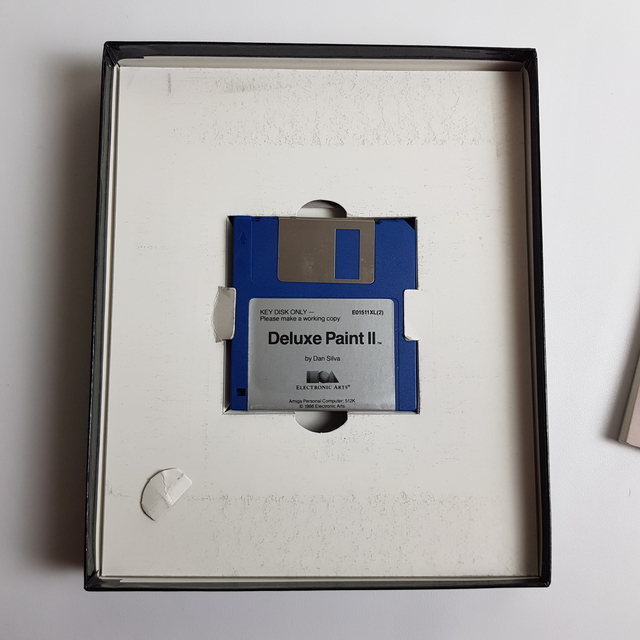 KEY DISK ONLY — E01511XL(2)
Please make a working copy
Deluxe Paint II™
by Dan Silva
ELECTRONIC ARTS®
Amiga Personal Computer: 512K
© 1986 Electronic Arts